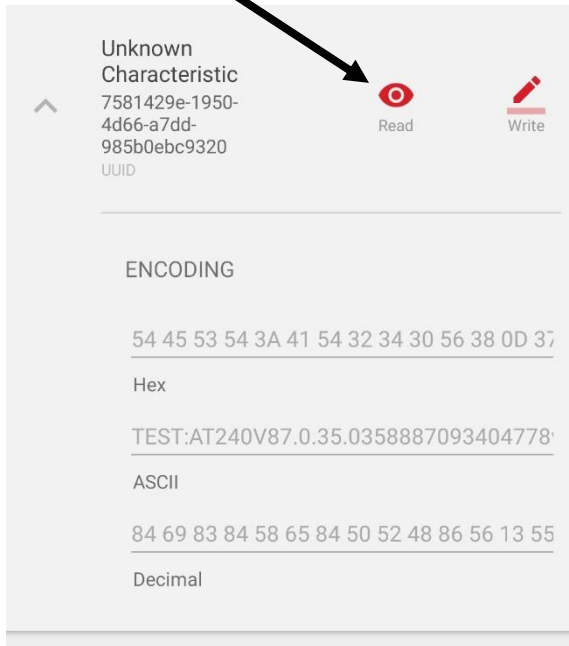 Unknown
Characteristic
7581429e-1950-
4d66-a7dd-
985b0ebc9320
UUID
Read
Write
ENCODING
54 45 53 54 3A 41 54 32 34 30 56 38 0D 37
Hex
TEST:AT240V87.0.35.0358887093404778
ASCII
84 69 83 84 58 65 84 50 52 48 86 56 13 55
Decimal